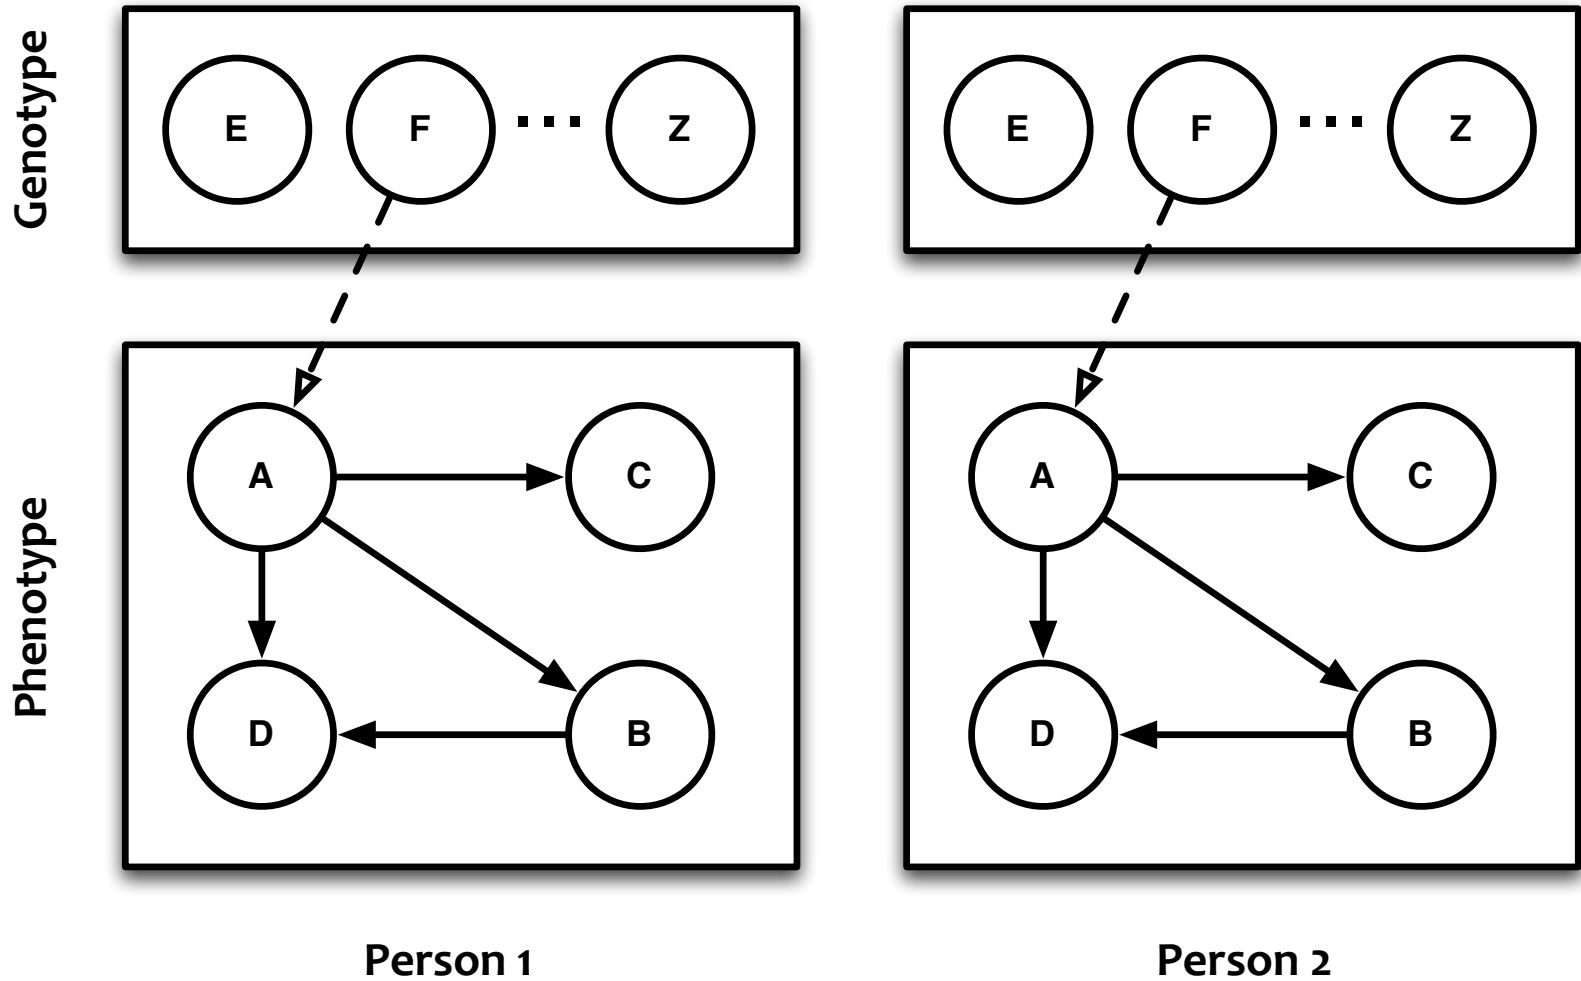 Genotype
E F ... Z
E F ... Z
Phenotype
A C
D B
A C
D B
Person 1
Person 2